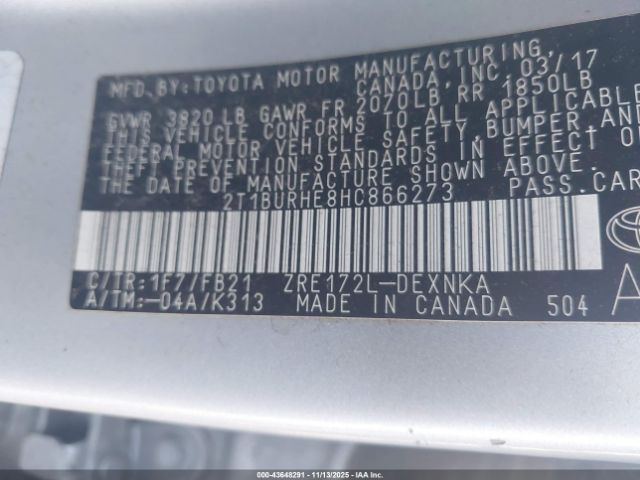 MFD.BY:TOYOTA MOTOR MANUFACTURING,
CANADA, INC. 03/17
GVWR 3820 LB GAWR FR 2070LB RR 1850LB
THIS VEHICLE CONFORMS TO ALL APPLICABLE
FEDERAL MOTOR VEHICLE SAFETY BUMPER AND
THEFT PREVENTION STANDARDS IN EFFECT O
THE DATE OF MANUFACTURE SHOWN ABOVE.
2T1BURHE8HC866273 PASS.CAR
C/TR:1F7/FB21 ZRE172L-DEXNKA
A/TM:-04A/K313 MADE IN CANADA 504
A
000-43648291 - 11/13/2025 - IAA, Inc.